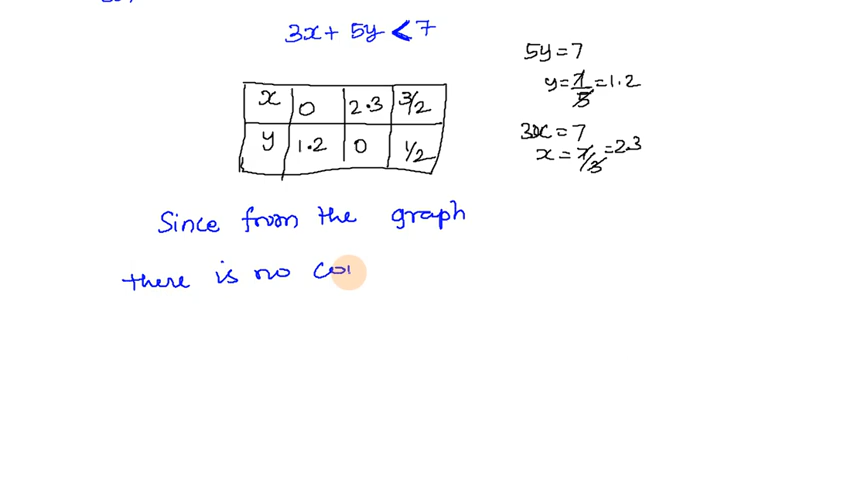 3x + 5y < 7
x 0 2.3 3/2
y 1.2 0 1/2
5y = 7
y = 7/5 = 1.2
3x = 7
x = 7/3 = 2.3
Since from the graph
there is no